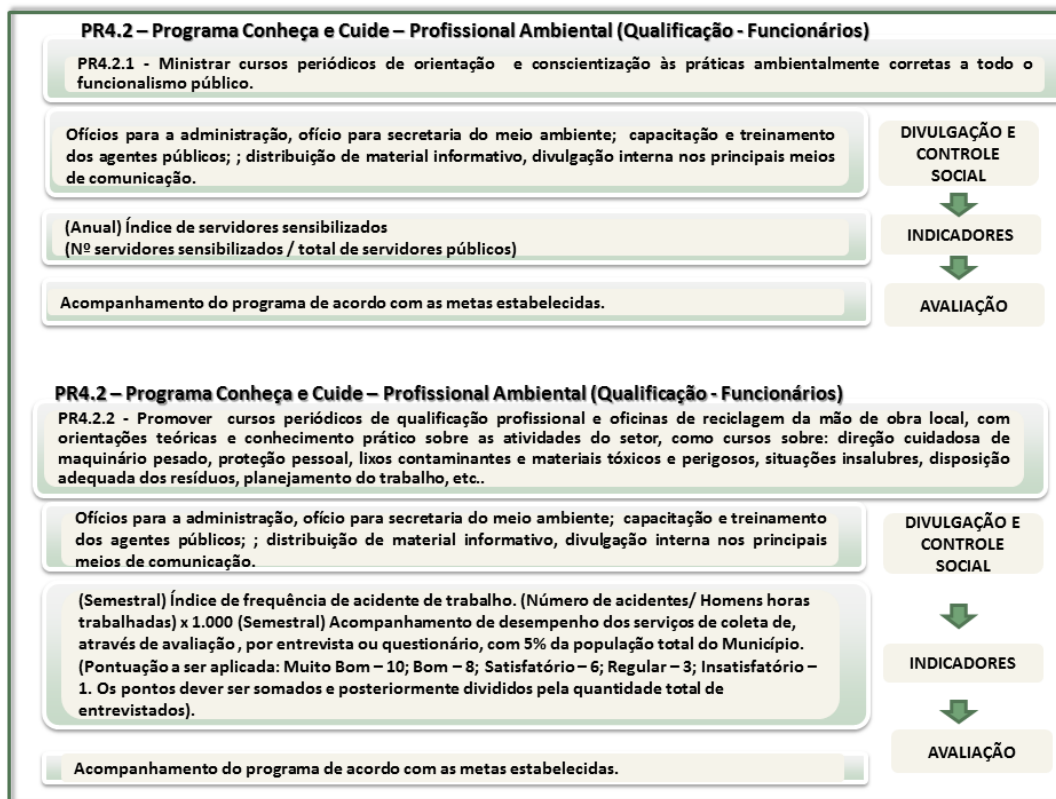 PR4.2 – Programa Conheça e Cuide – Profissional Ambiental (Qualificação - Funcionários)
PR4.2.1 - Ministrar cursos periódicos de orientação e conscientização às práticas ambientalmente corretas a todo o
funcionalismo público.
Ofícios para a administração, ofício para secretaria do meio ambiente; capacitação e treinamento
dos agentes públicos; ; distribuição de material informativo, divulgação interna nos principais meios
de comunicação.
DIVULGAÇÃO E
CONTROLE
SOCIAL
(Anual) Índice de servidores sensibilizados
(Nº servidores sensibilizados / total de servidores públicos)
INDICADORES
Acompanhamento do programa de acordo com as metas estabelecidas.
AVALIAÇÃO
PR4.2 – Programa Conheça e Cuide – Profissional Ambiental (Qualificação - Funcionários)
PR4.2.2 - Promover cursos periódicos de qualificação profissional e oficinas de reciclagem da mão de obra local, com
orientações teóricas e conhecimento prático sobre as atividades do setor, como cursos sobre: direção cuidadosa de
maquinário pesado, proteção pessoal, lixos contaminantes e materiais tóxicos e perigosos, situações insalubres, disposição
adequada dos resíduos, planejamento do trabalho, etc..
Ofícios para a administração, ofício para secretaria do meio ambiente; capacitação e treinamento
dos agentes públicos; ; distribuição de material informativo, divulgação interna nos principais
meios de comunicação.
DIVULGAÇÃO E
CONTROLE
SOCIAL
(Semestral) Índice de frequência de acidente de trabalho. (Número de acidentes/ Homens horas
trabalhadas) x 1.000 (Semestral) Acompanhamento de desempenho dos serviços de coleta de,
através de avaliação , por entrevista ou questionário, com 5% da população total do Município.
(Pontuação a ser aplicada: Muito Bom – 10; Bom – 8; Satisfatório – 6; Regular – 3; Insatisfatório –
1. Os pontos dever ser somados e posteriormente divididos pela quantidade total de
entrevistados).
INDICADORES
Acompanhamento do programa de acordo com as metas estabelecidas.
AVALIAÇÃO